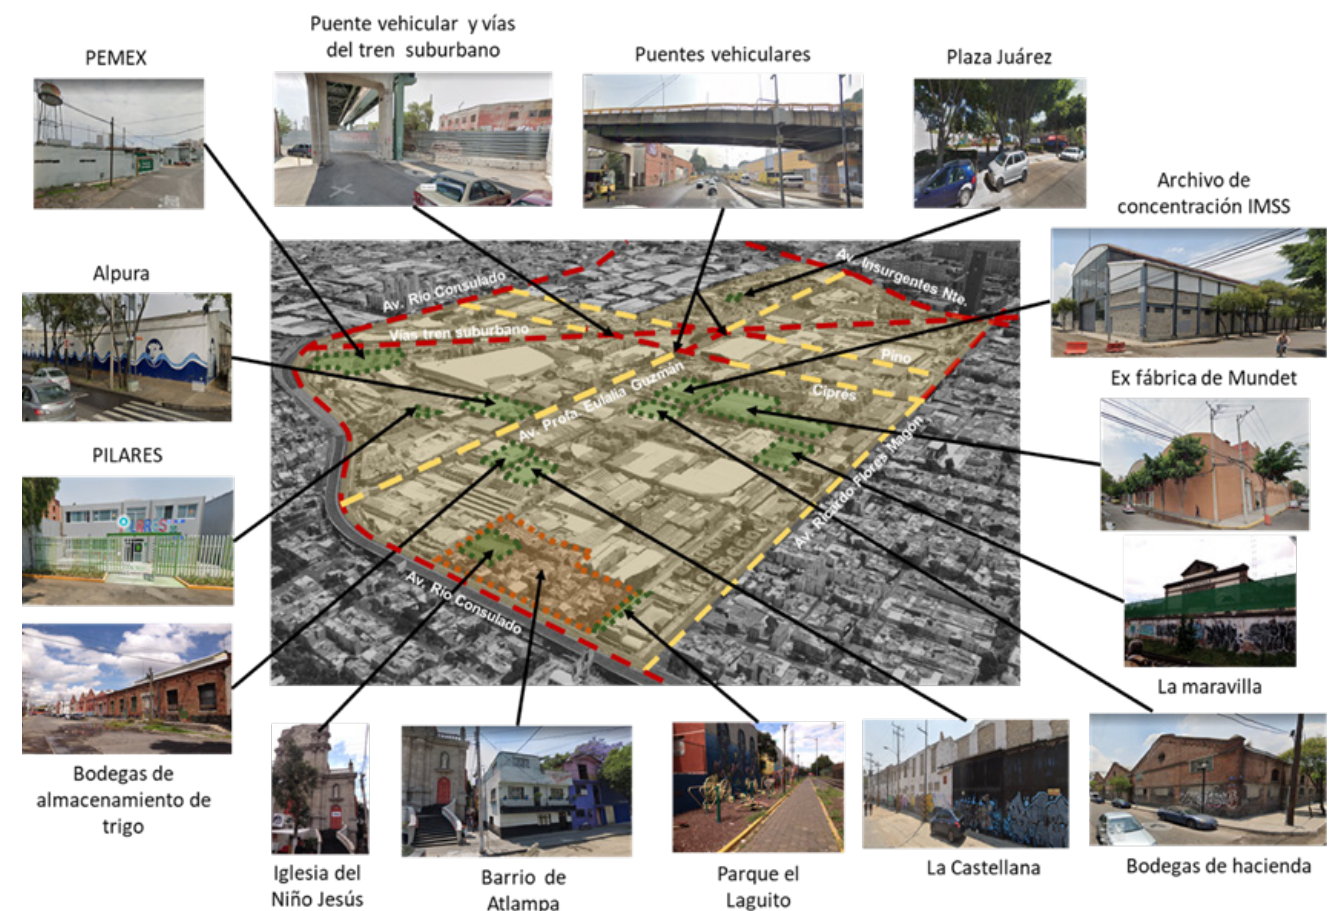 Puente vehicular y vías
del tren suburbano
PEMEX
Puentes vehiculares
Plaza Juárez
Archivo de
concentración IMSS
Alpura
Av. Río Consulado
Av. Insurgentes Nte.
Vías tren suburbano
Pino
Ciprés
Av. Profa. Eulalia Guzmán
Av. Ricardo Flores Magón
Av. Río Consulado
Ex fábrica de Mundet
PILARES
PILARES
La maravilla
Bodegas de
almacenamiento de
trigo
Iglesia del
Niño Jesús
Barrio de
Atlampa
Parque el
Laguito
La Castellana
Bodegas de hacienda